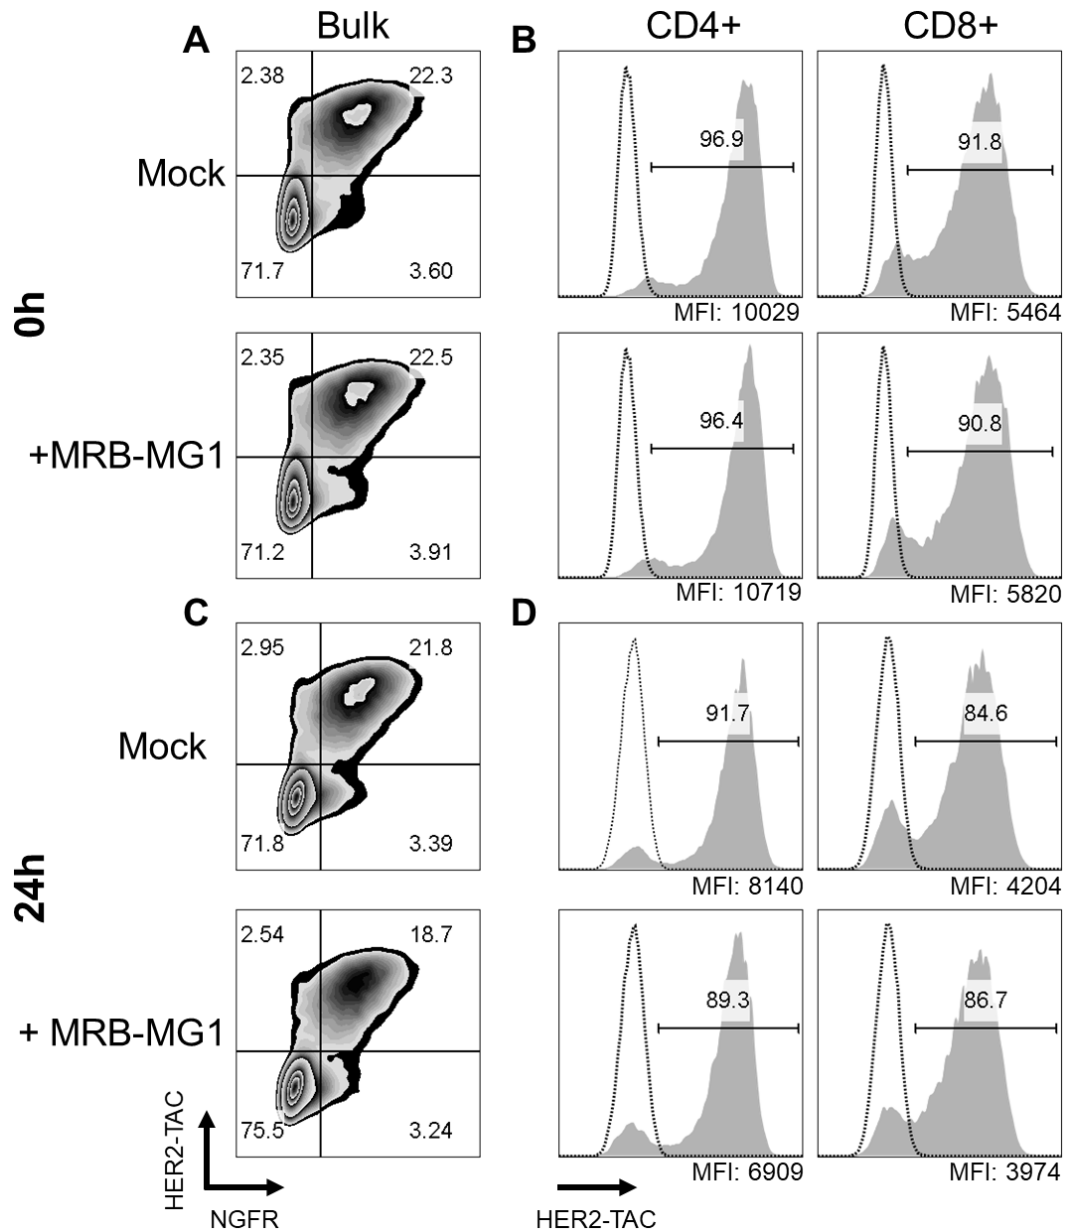 A
Bulk
B
CD4+
CD8+
0h
Mock
2.38
22.3
71.7
3.60
96.9
MFI: 10029
91.8
MFI: 5464
+MRB-MG1
2.35
22.5
71.2
3.91
96.4
MFI: 10719
90.8
MFI: 5820
C
D
24h
Mock
2.95
21.8
71.8
3.39
91.7
MFI: 8140
84.6
MFI: 4204
+ MRB-MG1
2.54
18.7
75.5
3.24
89.3
MFI: 6909
86.7
MFI: 3974
HER2-TAC
NGFR
HER2-TAC